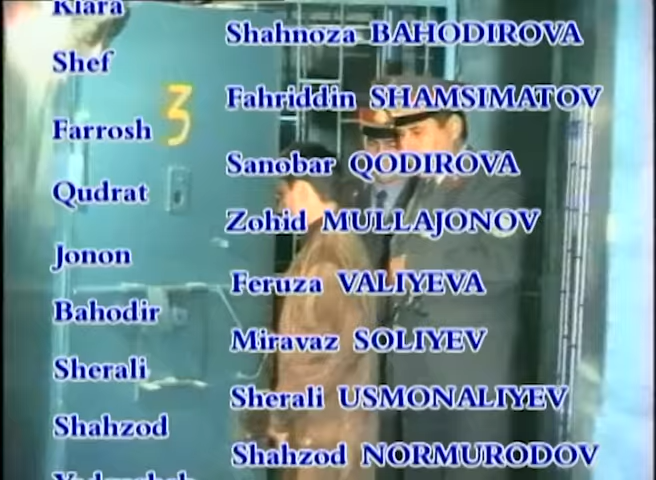 Klara
Shahnoza BAHODIROVA
Shef
Fahriddin SHAMSIMATOV
Farrosh
Sanobar QODIROVA
Qudrat
Zohid MULLAJONOV
Jonon
Feruza VALIYEVA
Bahodir
Miravaz SOLIYEV
Sherali
Sherali USMONALIYEV
Shahzod
Shahzod NORMURODOV
3